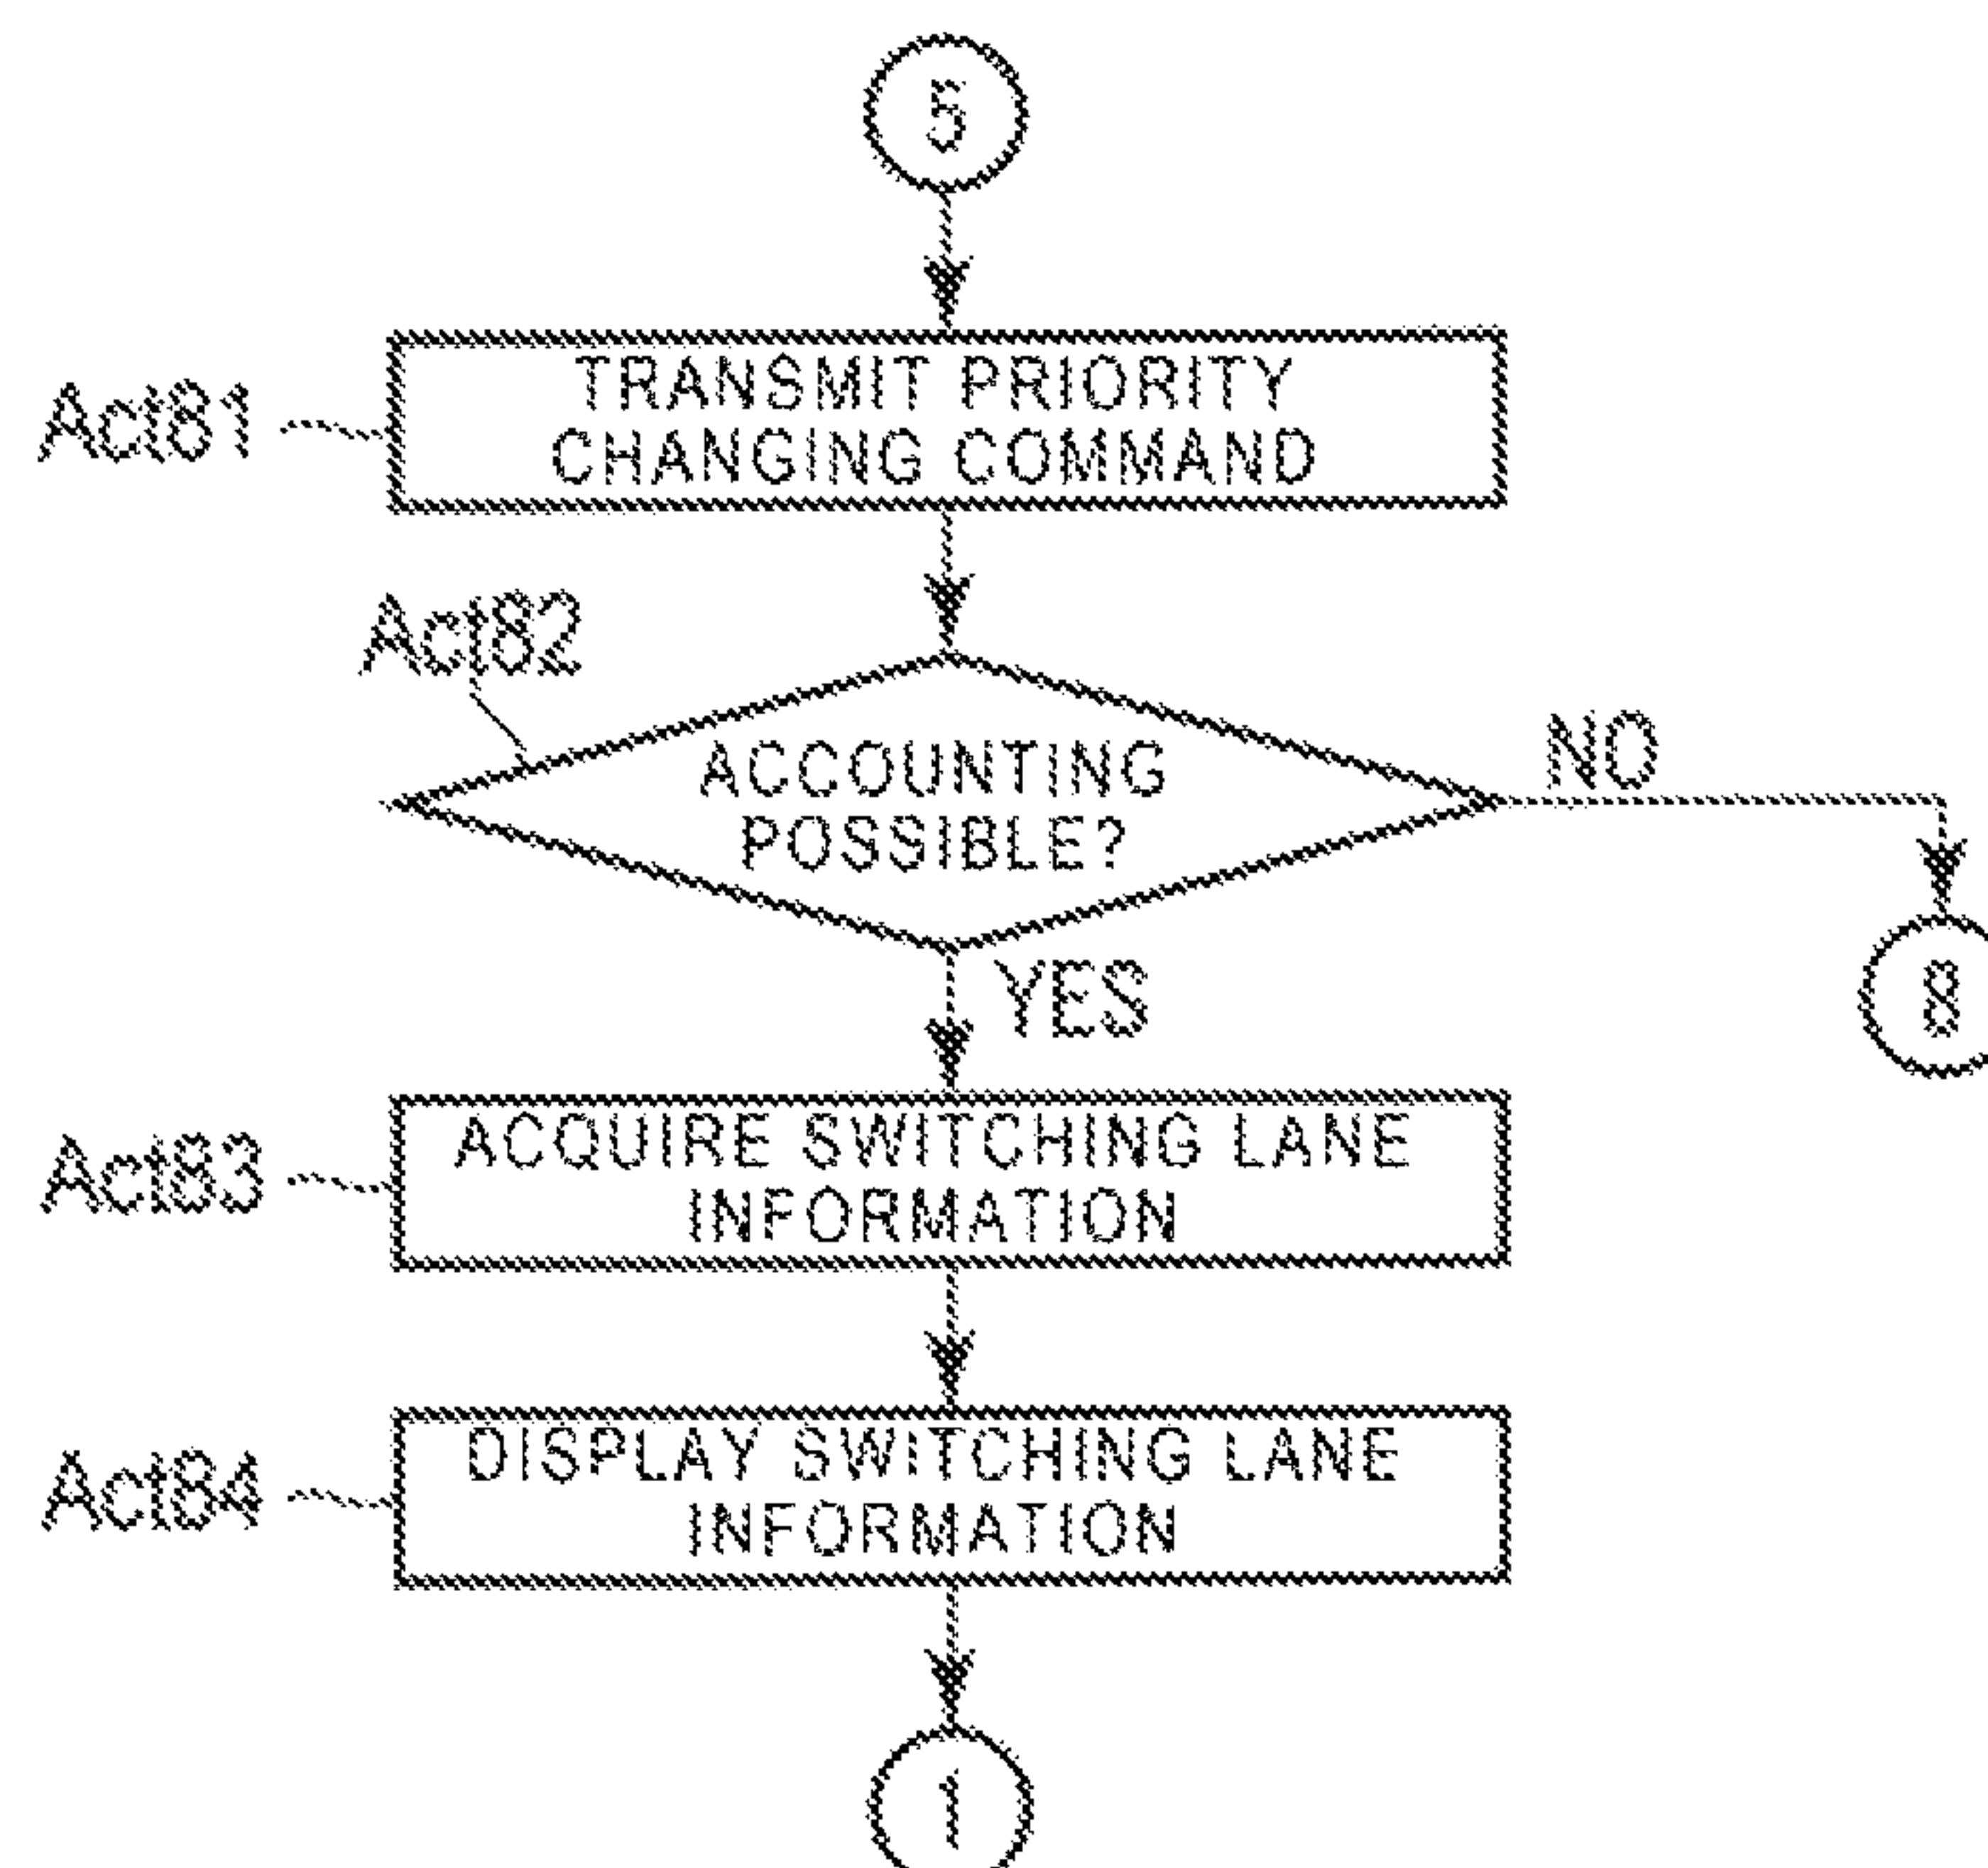 5
Act81
TRANSMIT PRIORITY
CHANGING COMMAND
Act82
ACCOUNTING
POSSIBLE?
NO
YES
8
Act83
ACQUIRE SWITCHING LANE
INFORMATION
Act84
DISPLAY SWITCHING LANE
INFORMATION
1